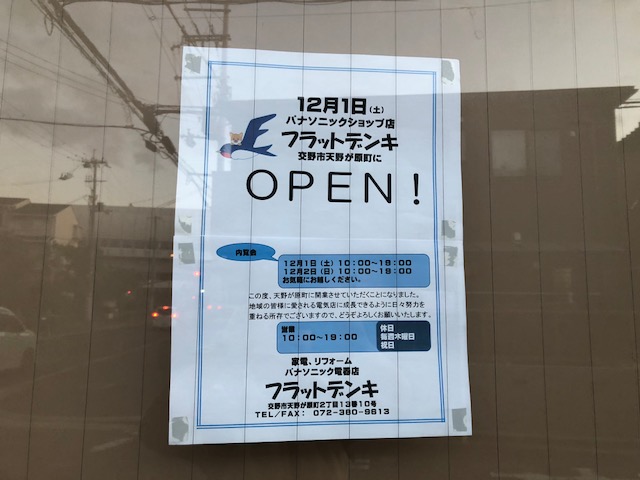 12月1日(土)
パナソニックショップ店
フラットデンキ
交野市天野が原町に
OPEN!
内覧会
12月1日(土)10:00~19:00
12月2日(日)10:00~19:00
お気軽にお越しください。
この度、天野が原町に開業させていただくことになりました。
地域の皆様に愛される電気店に成長できるように日々努力を
重ねる所存でございますので、どうぞよろしくお願いいたします。
営業
10:00~19:00
休日
毎週木曜日
祝日
家電、リフォーム
パナソニック電器店
フラットデンキ
交野市天野が原町2丁目13番10号
TEL/FAX: 072-380-9613